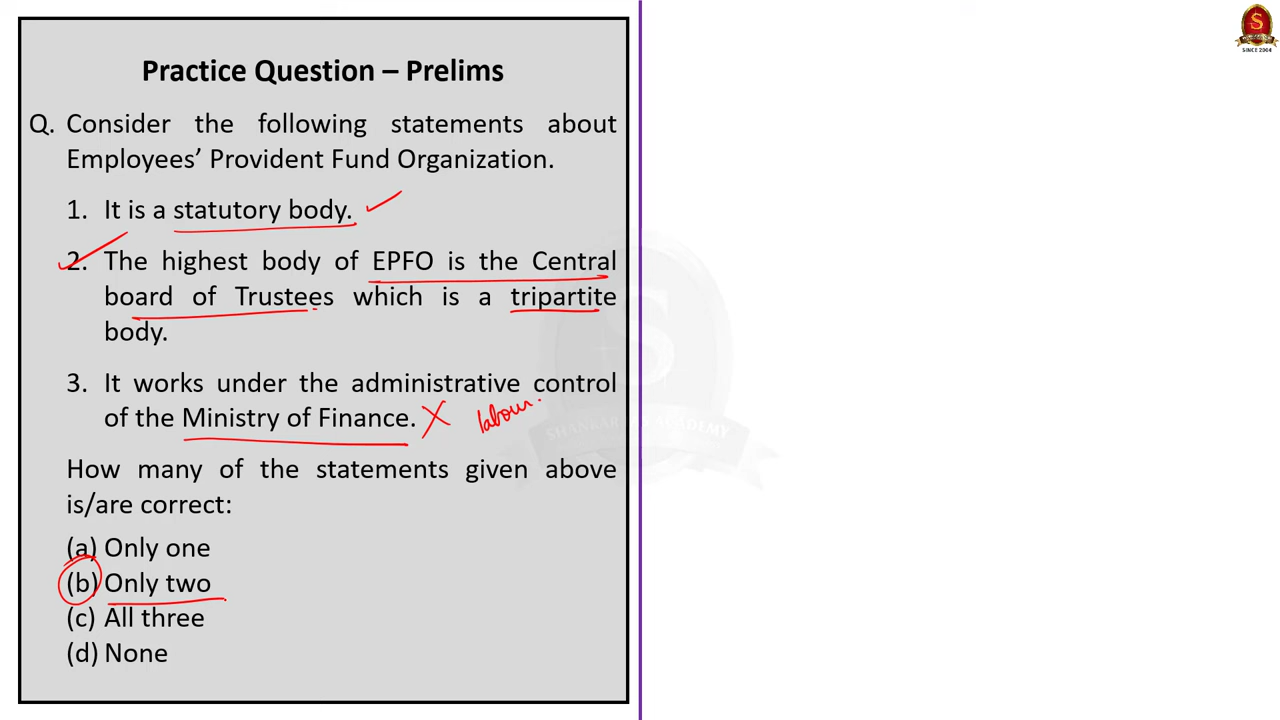 Practice Question – Prelims
Q. Consider the following statements about
Employees’ Provident Fund Organization.
1. It is a statutory body.
2. The highest body of EPFO is the Central
board of Trustees which is a tripartite
body.
3. It works under the administrative control
of the Ministry of Finance. X labour.
How many of the statements given above
is/are correct:
(a) Only one
(b) Only two
(c) All three
(d) None
S
SINCE 2004